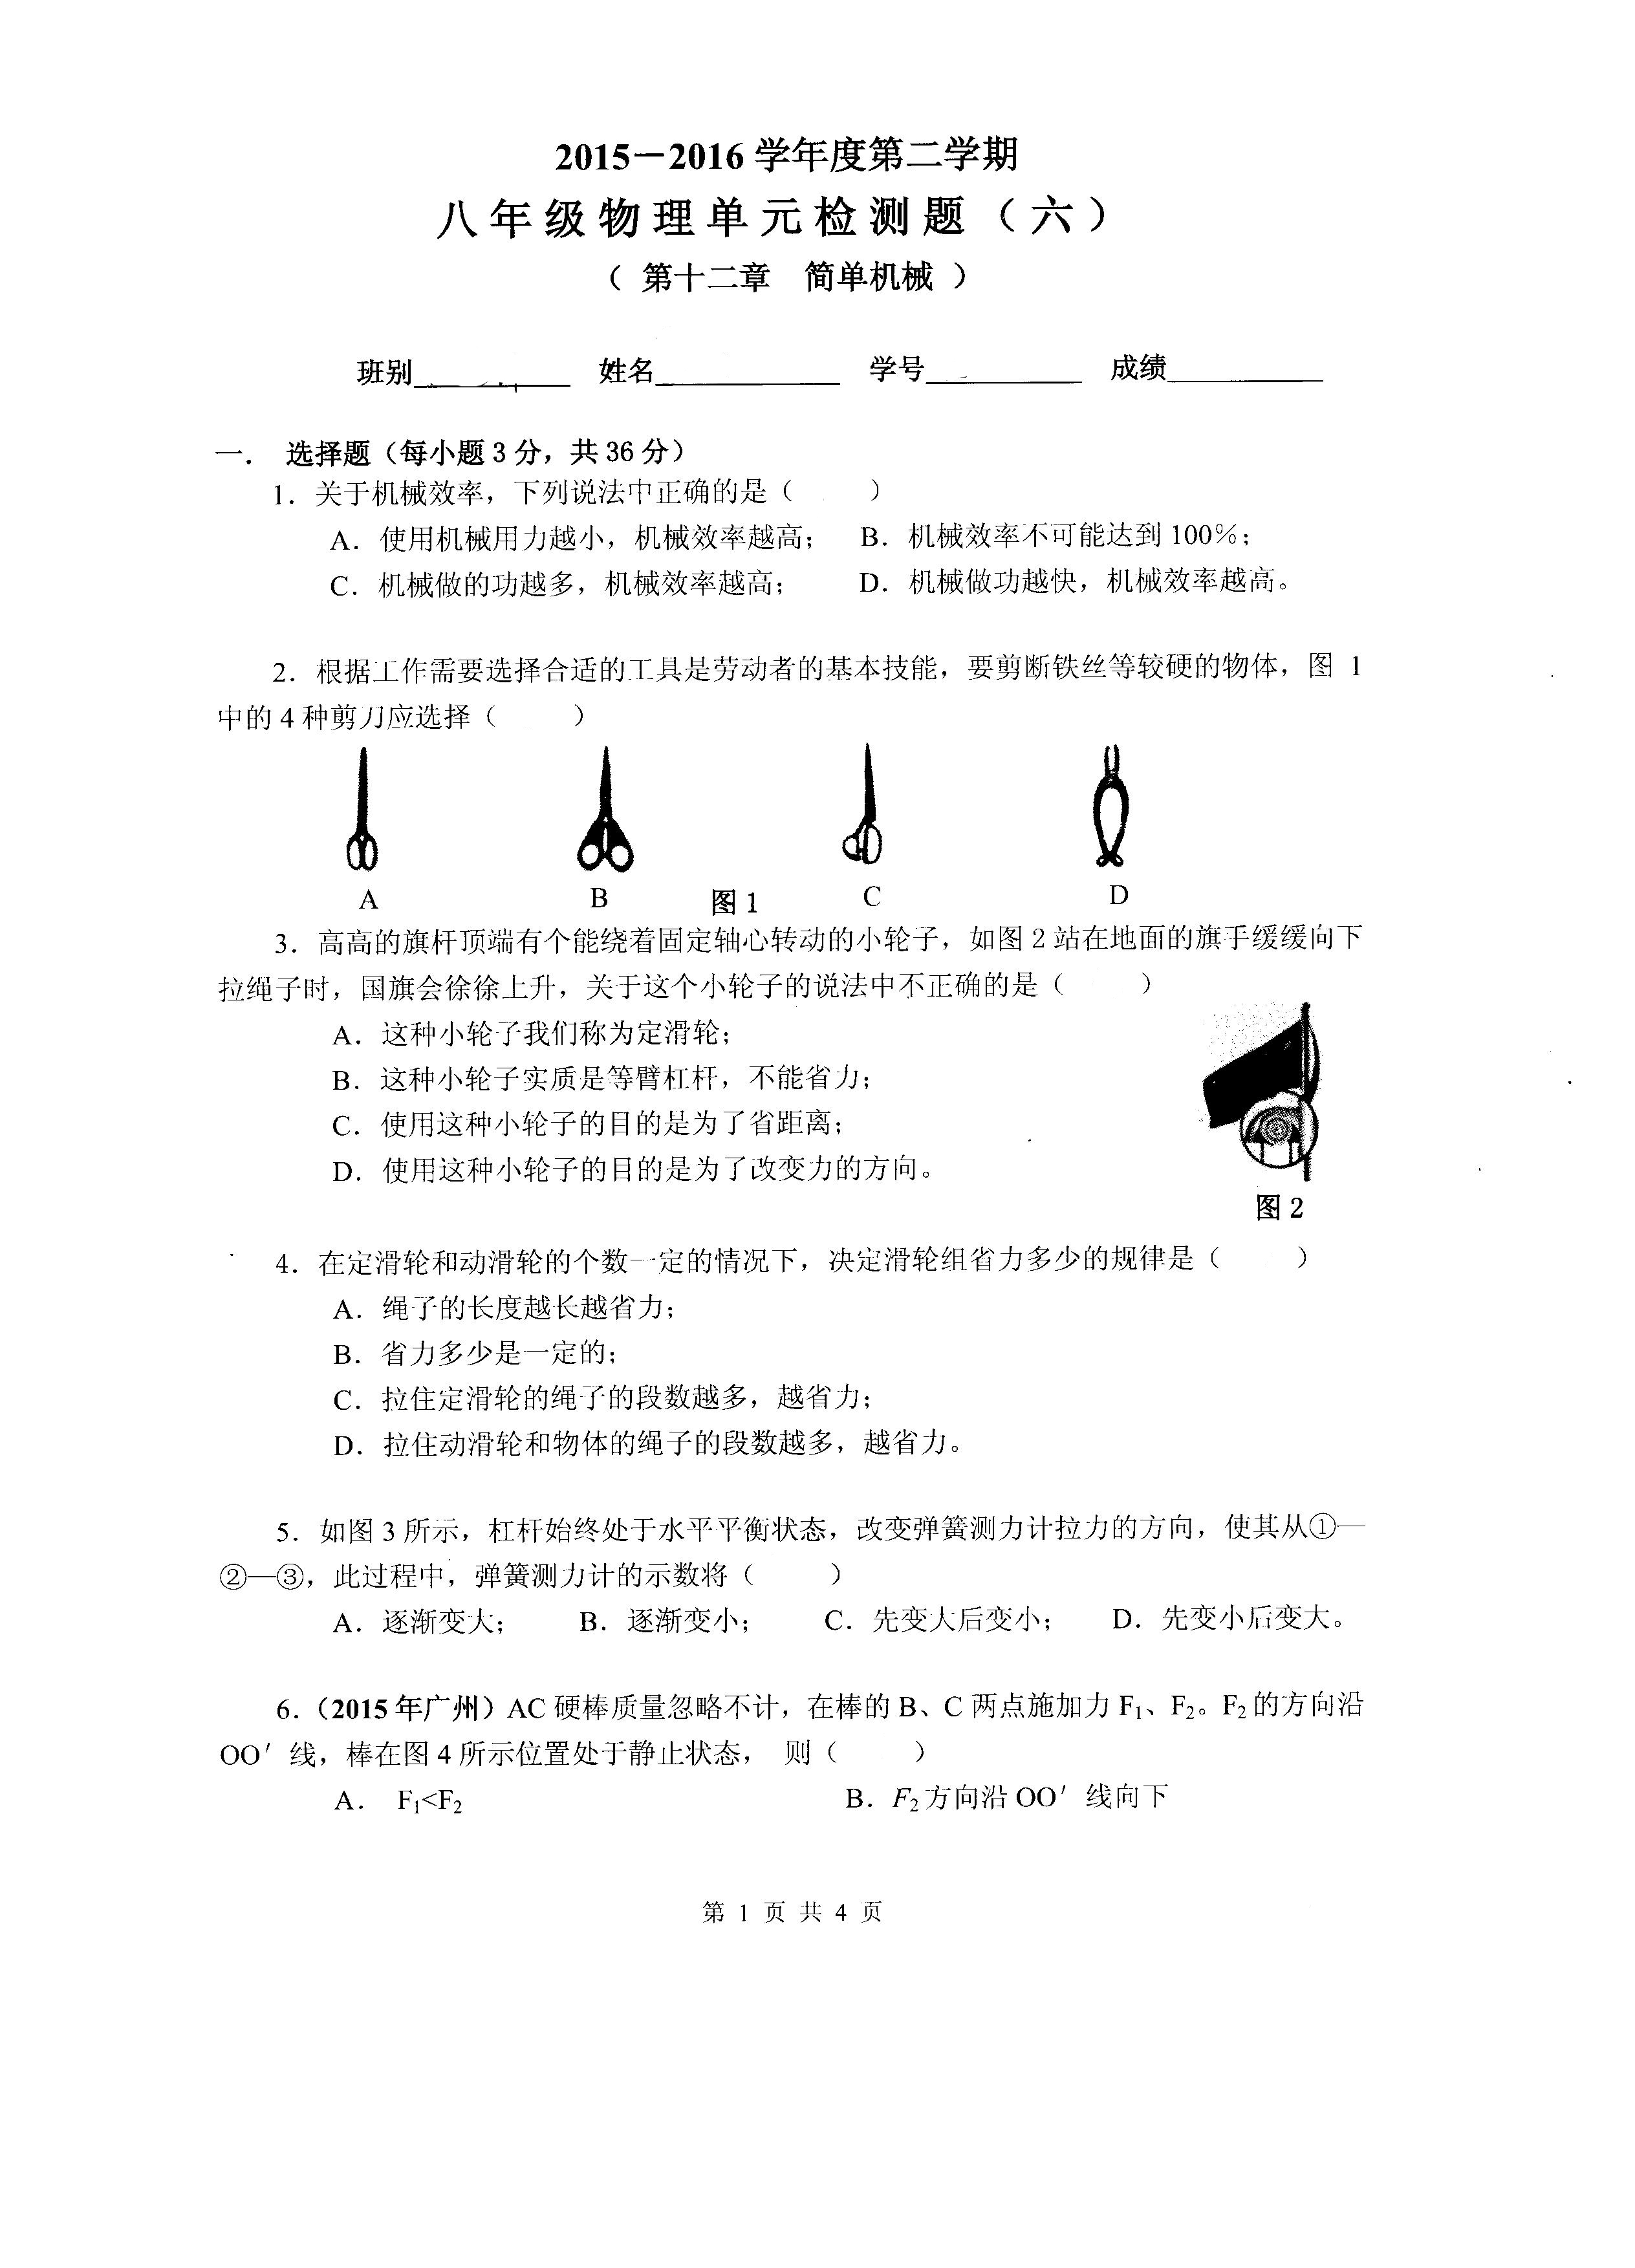 2015－2016 学年度第二学期
八年级物理单元检测题（六）
（ 第十二章 简单机械 ）
班别________ 姓名________ 学号________ 成绩________
一． 选择题（每小题 3 分，共 36 分）
1．关于机械效率，下列说法中正确的是（ ）
A．使用机械用力越小，机械效率越高； B．机械效率不可能达到 100%；
C．机械做的功越多，机械效率越高； D．机械做功越快，机械效率越高。
2．根据工作需要选择合适的工具是劳动者的基本技能，要剪断铁丝等较硬的物体，图 1
中的 4 种剪刀应选择（ ）
A B 图 1 C D
3．高高的旗杆顶端有个能绕着固定轴心转动的小轮子，如图 2 站在地面的旗手缓缓向下
拉绳子时，国旗会徐徐上升，关于这个小轮子的说法中不正确的是（ ）
A．这种小轮子我们称为定滑轮；
B．这种小轮子实质是等臂杠杆，不能省力；
C．使用这种小轮子的目的是为了省距离；
D．使用这种小轮子的目的是为了改变力的方向。
图 2
4．在定滑轮和动滑轮的个数一定的情况下，决定滑轮组省力多少的规律是（ ）
A．绳子的长度越长越省力；
B．省力多少是一定的；
C．拉住定滑轮的绳子的段数越多，越省力；
D．拉住动滑轮和物体的绳子的段数越多，越省力。
5．如图 3 所示，杠杆始终处于水平平衡状态，改变弹簧测力计拉力的方向，使其从①—
②—③，此过程中，弹簧测力计的示数将（ ）
A．逐渐变大； B．逐渐变小； C．先变大后变小； D．先变小后变大。
6．（2015 年广州）AC 硬棒质量忽略不计，在棒的 B、C 两点施加力 F₁、F₂。F₂ 的方向沿
OO′ 线，棒在图 4 所示位置处于静止状态， 则（ ）
A． F₁<F₂ B．F₂ 方向沿 OO′ 线向下
第 1 页 共 4 页